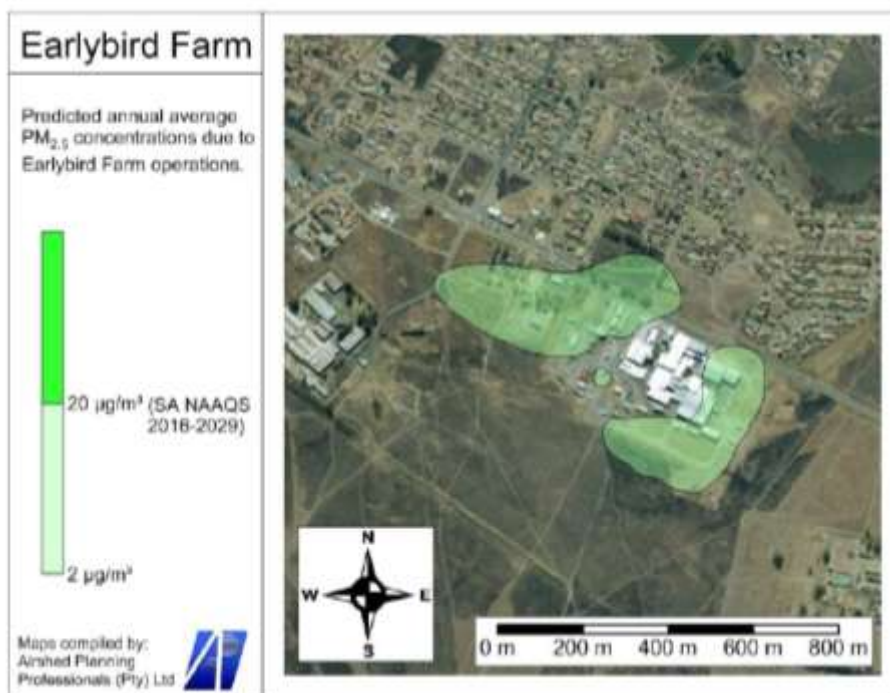 Earlybird Farm
Predicted annual average
PM2.5 concentrations due to
Earlybird Farm operations.
20 µg/m³ (SA NAAQS
2016-2029)
2 µg/m³
Maps compiled by:
Airshed Planning
Professionals (Pty) Ltd
N
W E
S
0 m 200 m 400 m 600 m 800 m